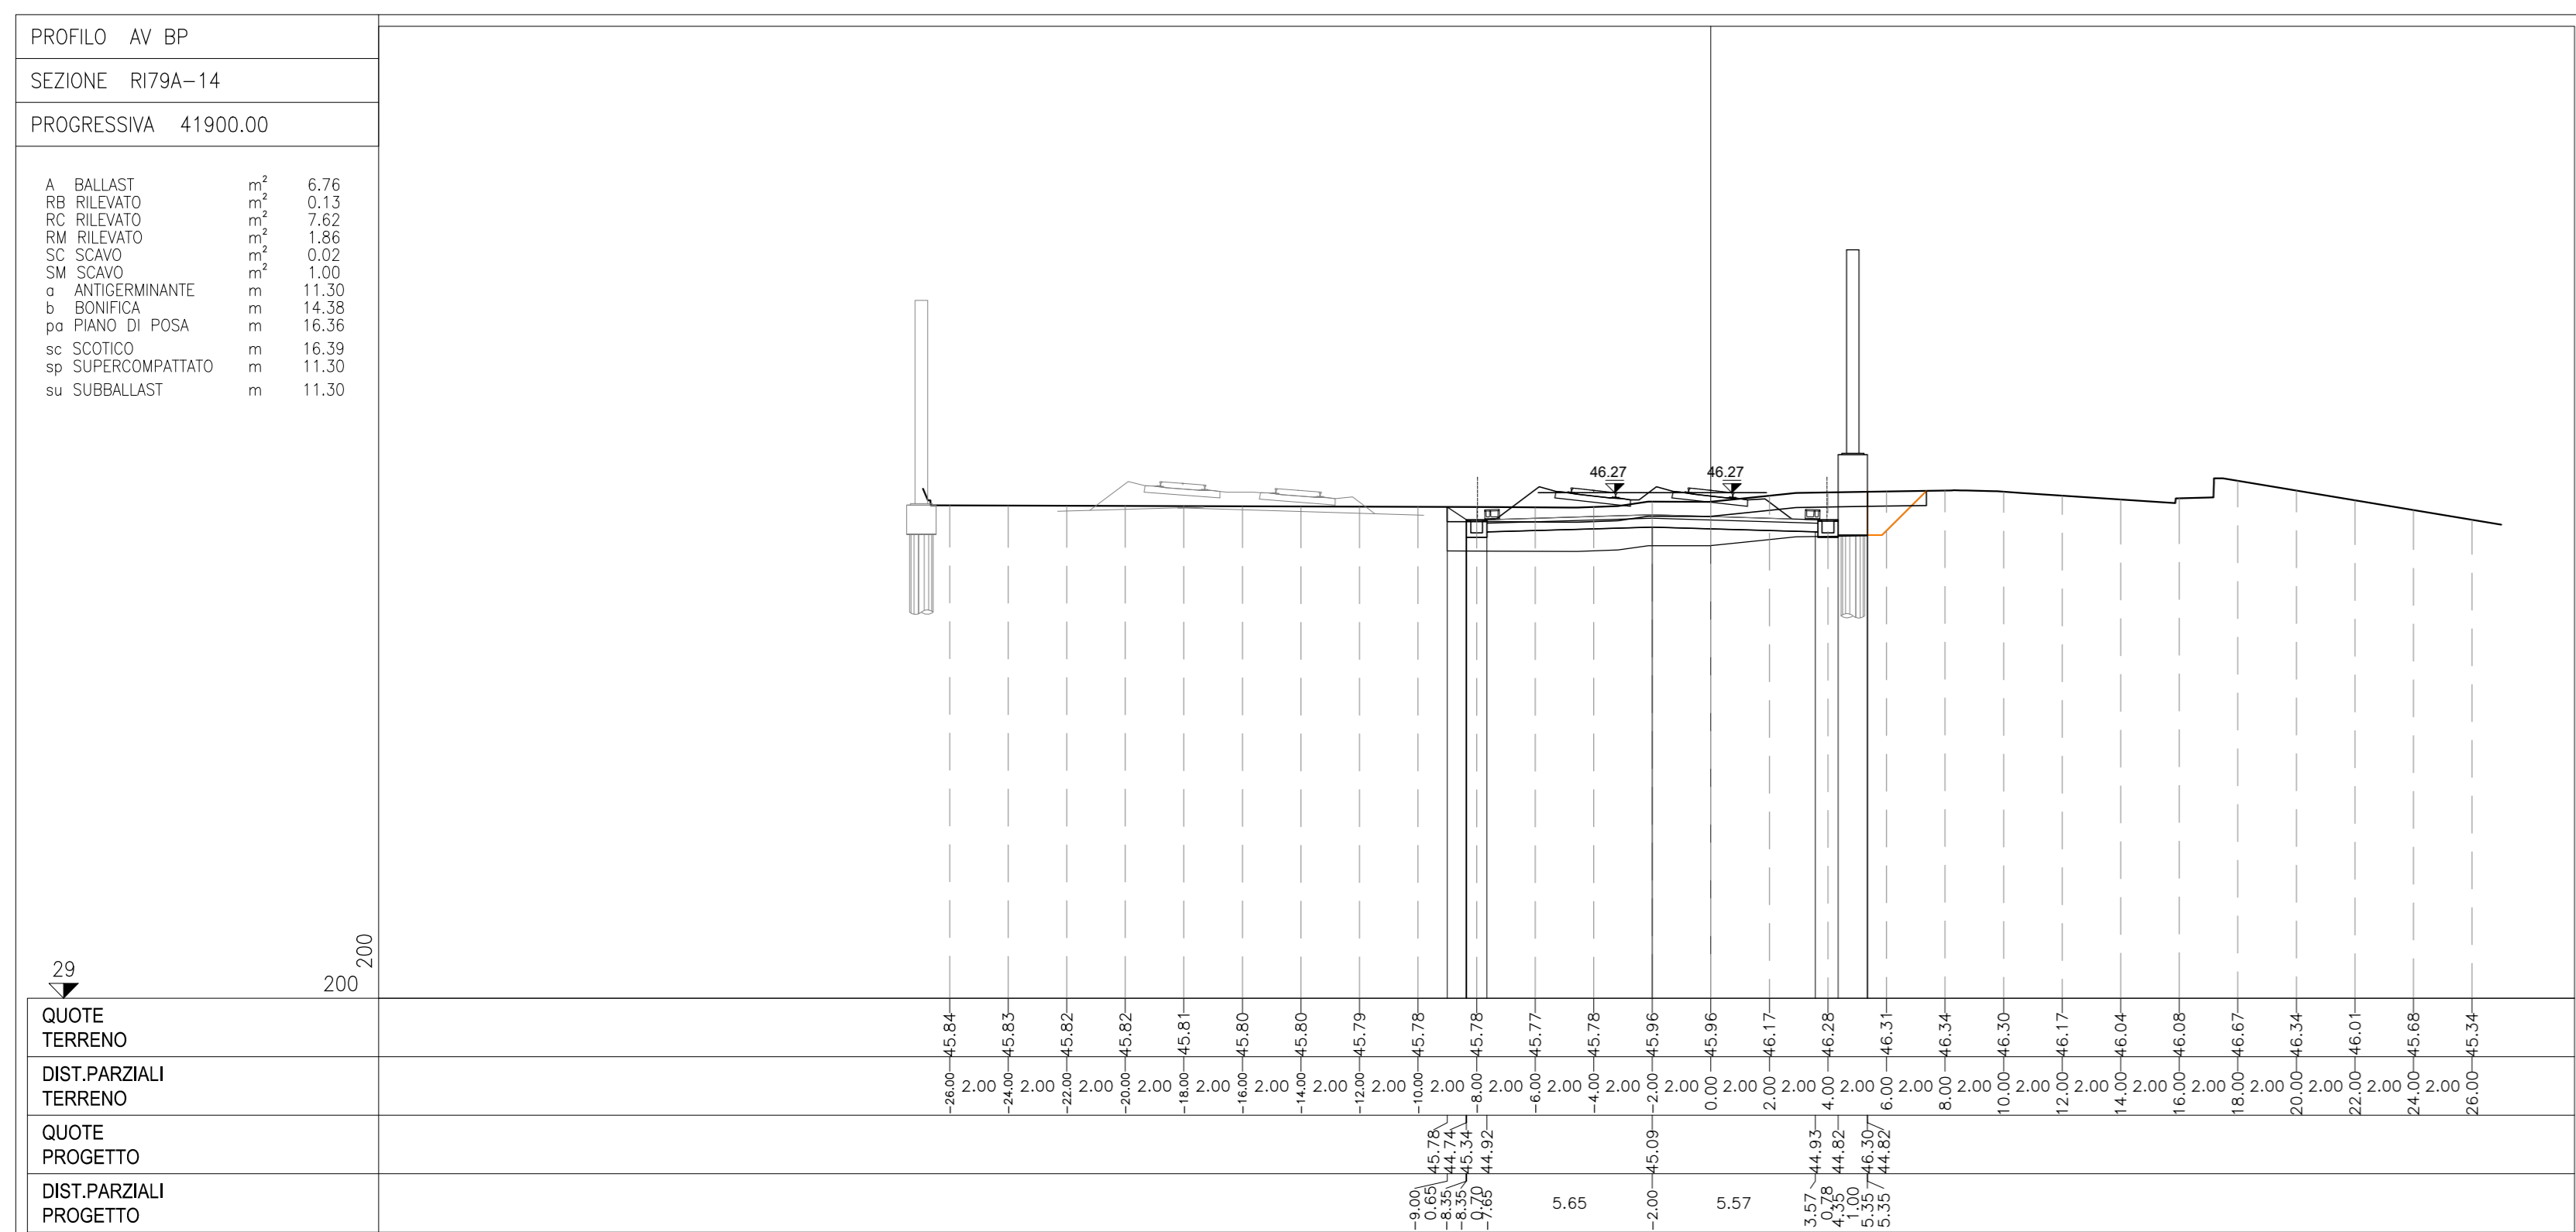 PROFILO AV BP
SEZIONE RI79A-14
PROGRESSIVA 41900.00
A BALLAST m² 6.76
RB RILEVATO m² 0.13
RC RILEVATO m² 7.62
RM RILEVATO m² 1.86
SC SCAVO m² 0.02
SM SCAVO m² 1.00
a ANTIGERMINANTE m 11.30
b BONIFICA m 14.38
pa PIANO DI POSA m 16.36
sc SCOTICO m 16.39
sp SUPERCOMPATTATO m 11.30
su SUBBALLAST m 11.30
46.27 46.27
200
29 200
QUOTE
TERRENO
45.84 45.83 45.82 45.82 45.81 45.80 45.80 45.79 45.78 45.78 45.77 45.78 45.96 45.96 46.17 46.28 46.31 46.34 46.30 46.17 46.04 46.08 46.67 46.34 46.01 45.68 45.34
DIST.PARZIALI
TERRENO
-26.00 2.00 -24.00 2.00 -22.00 2.00 -20.00 2.00 -18.00 2.00 -16.00 2.00 -14.00 2.00 -12.00 2.00 -10.00 2.00 -8.00 2.00 -6.00 2.00 -4.00 2.00 -2.00 2.00 0.00 2.00 2.00 2.00 4.00 2.00 6.00 2.00 8.00 2.00 10.00 2.00 12.00 2.00 14.00 2.00 16.00 2.00 18.00 2.00 20.00 2.00 22.00 2.00 24.00 2.00 26.00
QUOTE
PROGETTO
45.78 44.74 45.34 44.92 45.09 44.93 44.82 46.30 44.82
DIST.PARZIALI
PROGETTO
-9.00 0.65 -8.35 -8.35 0.70 -7.65 5.65 -2.00 5.57 3.57 0.78 4.35 1.00 5.35 5.35